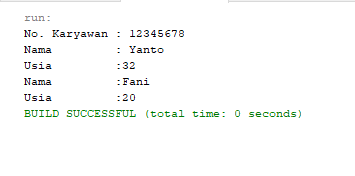 run:
No. Karyawan : 12345678
Nama         : Yanto
Usia         :32
Nama         :Fani
Usia         :20
BUILD SUCCESSFUL (total time: 0 seconds)